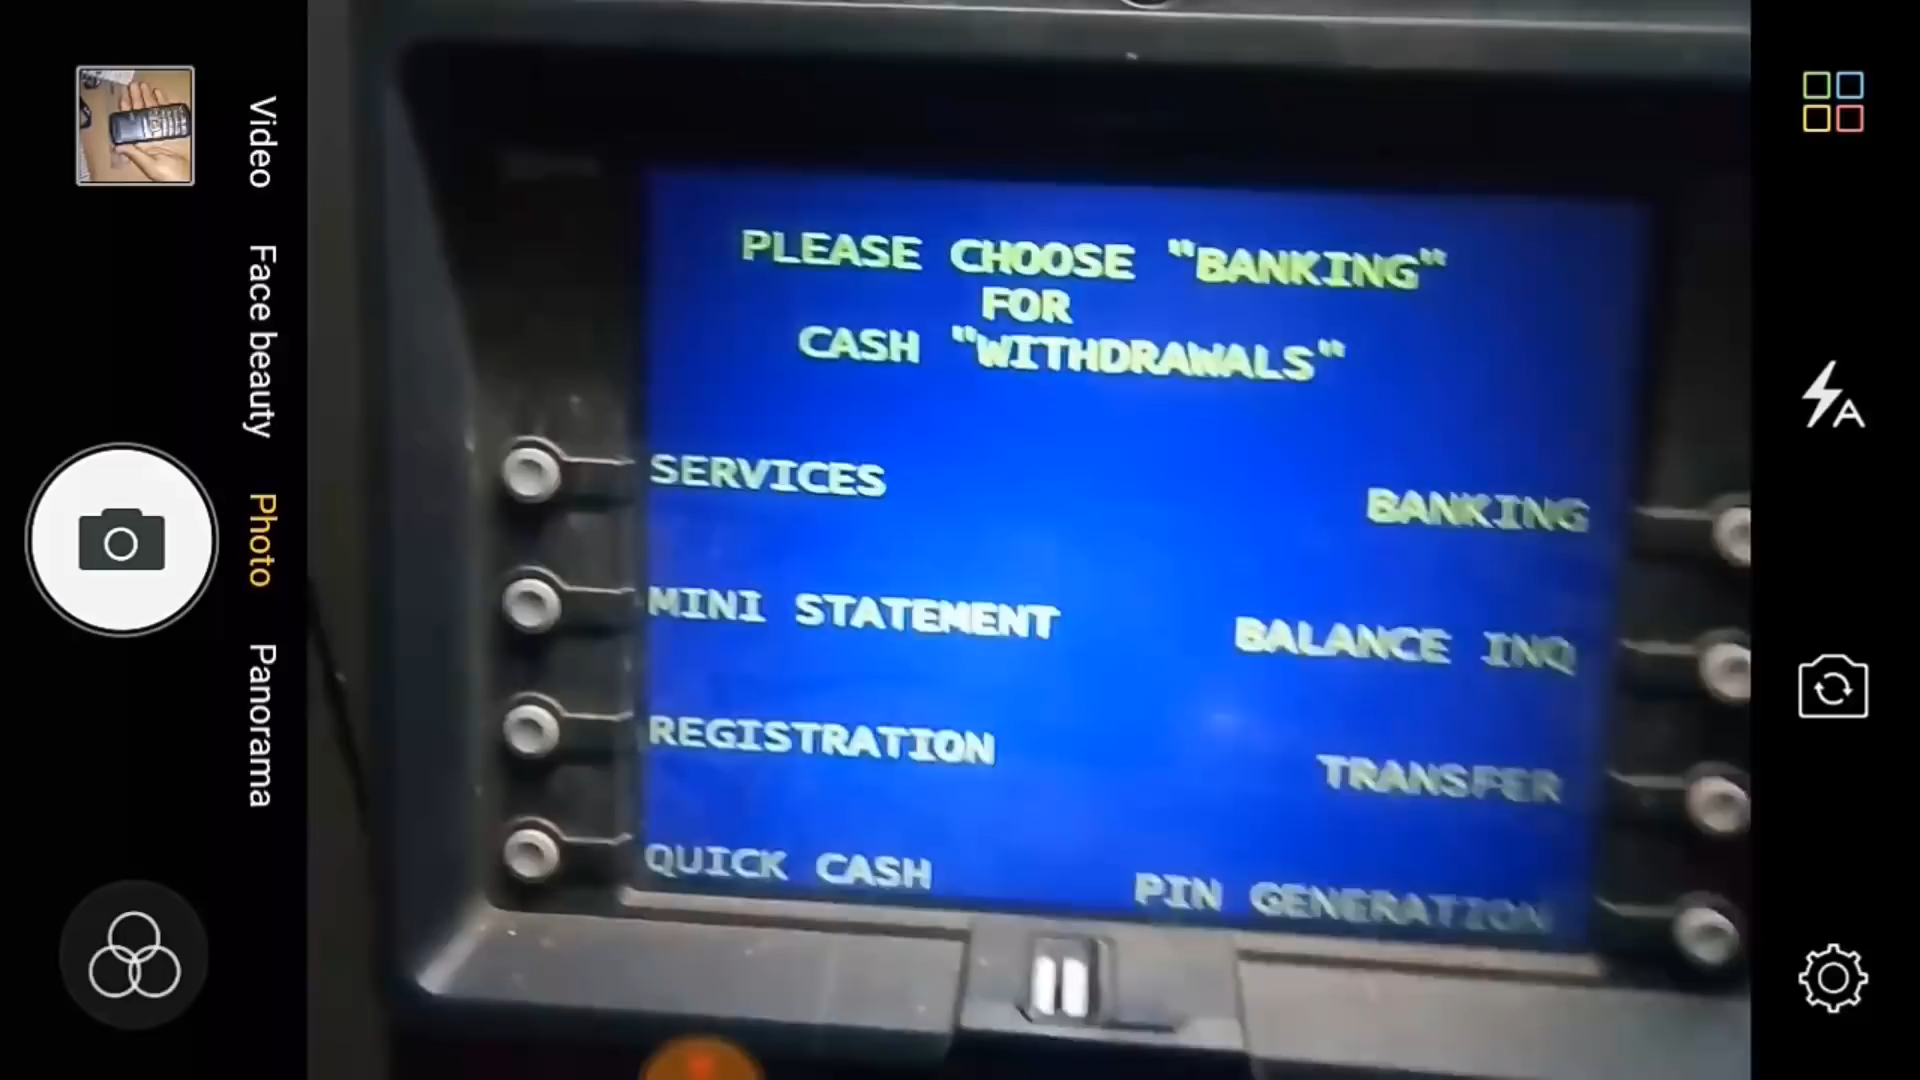 PLEASE CHOOSE "BANKING"
FOR
CASH "WITHDRAWALS"
SERVICES
BANKING
MINI STATEMENT
BALANCE INQ
REGISTRATION
TRANSFER
QUICK CASH
PIN GENERATION
Video
Face beauty
Photo
Panorama
A